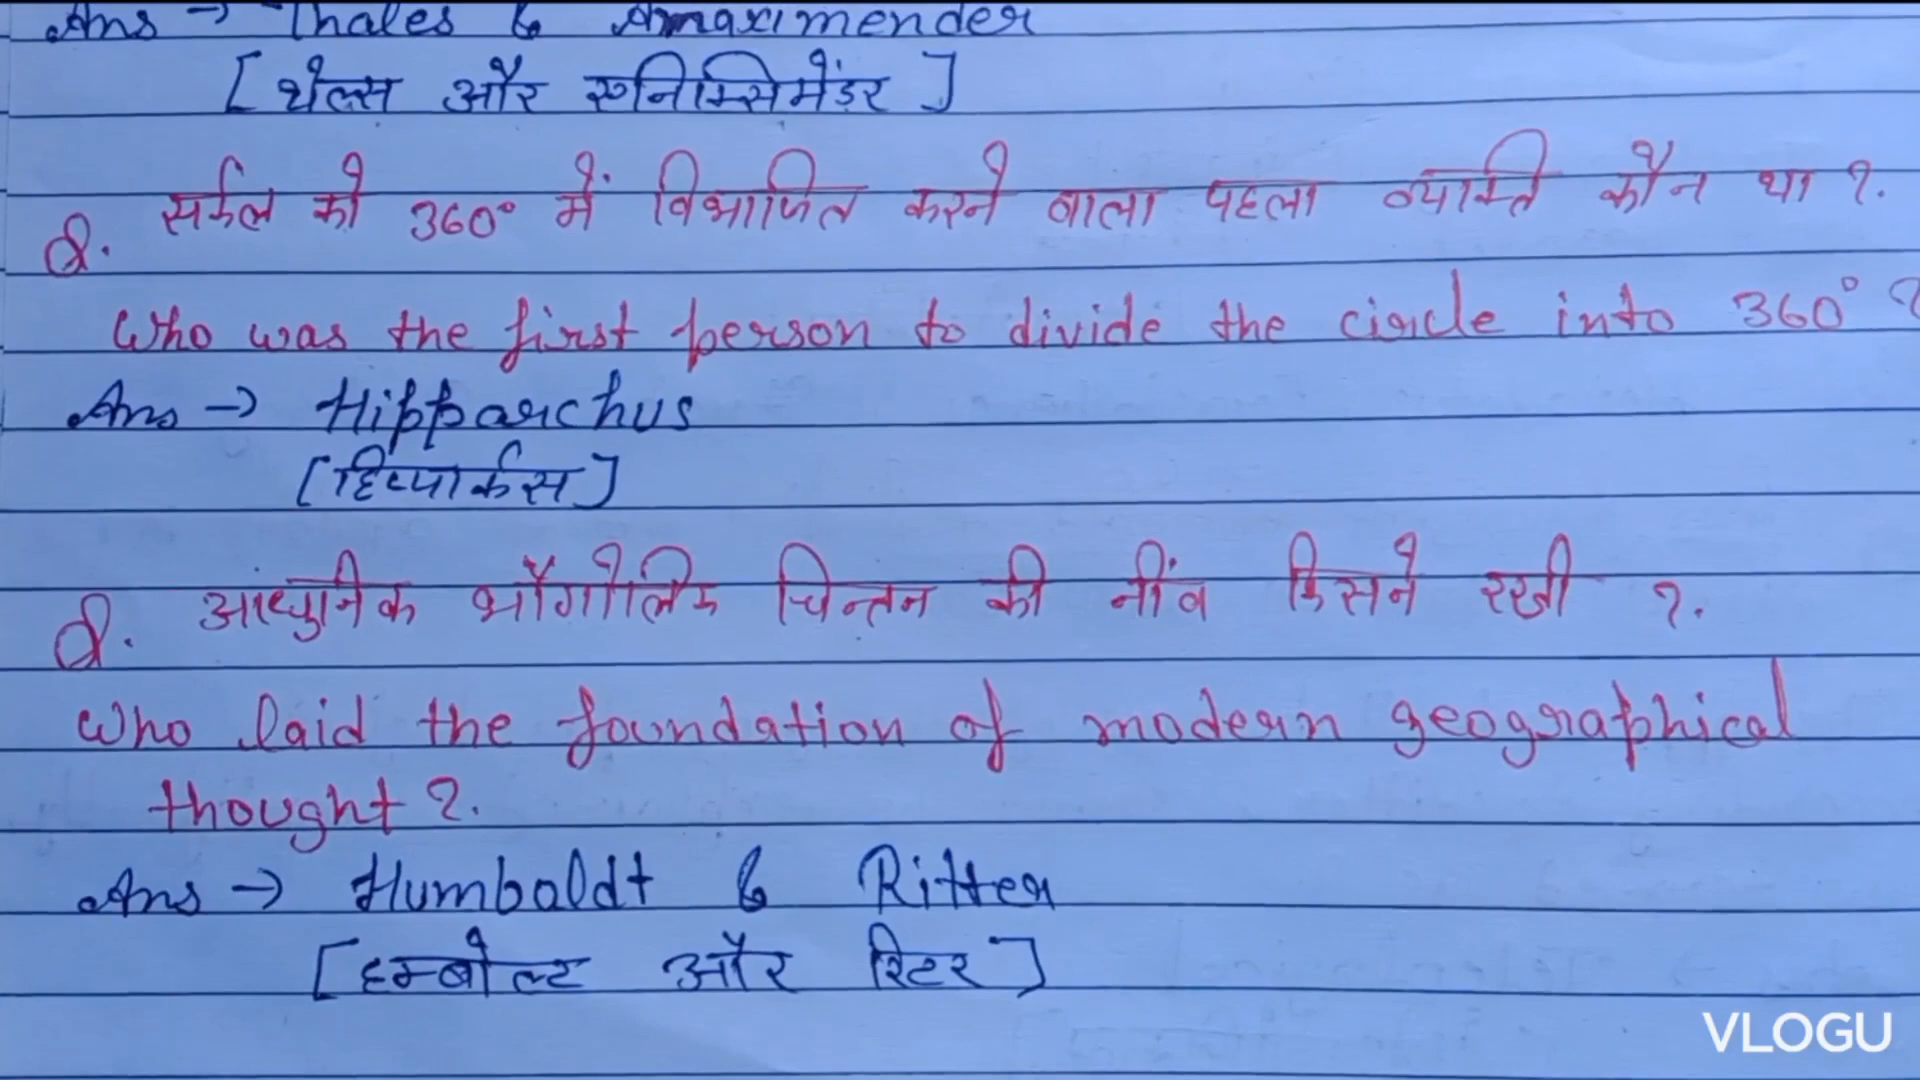 Ans → Thales & Anaximender
[थेल्स और एनिम्सिमेंडर]
Q. सर्कल को 360° में विभाजित करने वाला पहला व्यक्ति कौन था ?.
Who was the first person to divide the circle into 360° ?
Ans → Hipparchus
[हिप्पार्कस]
Q. आधुनिक भौगोलिक चिन्तन की नींव किसने रखी ?.
Who laid the foundation of modern geographical
thought ?.
Ans → Humboldt & Ritter
[हम्बोल्ट और रिटर]
VLOGU